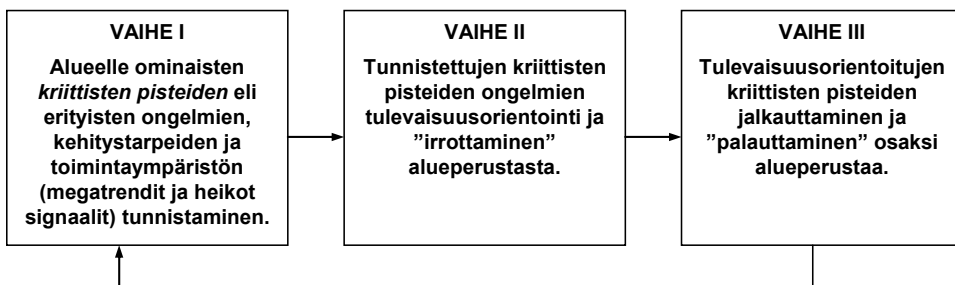 VAIHE I
Alueelle ominaisten
kriittisten pisteiden eli
erityisten ongelmien,
kehitystarpeiden ja
toimintaympäristön
(megatrendit ja heikot
signaalit) tunnistaminen.
VAIHE II
Tunnistettujen kriittisten
pisteiden ongelmien
tulevaisuusorientointi ja
”irrottaminen”
alueperustasta.
VAIHE III
Tulevaisuusorientoitujen
kriittisten pisteiden
jalkauttaminen ja
”palauttaminen” osaksi
alueperustaa.